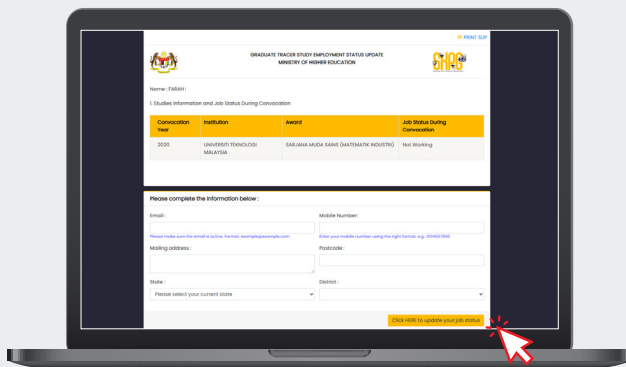 PRINT SLIP
GRADUATE TRACER STUDY EMPLOYMENT STATUS UPDATE
MINISTRY OF HIGHER EDUCATION
Name : FARAH
1. Studies Information and Job Status During Convocation
Convocation Year Institution Award Job Status During Convocation
2020 UNIVERSITI TEKNOLOGI MALAYSIA SARJANA MUDA SAINS (MATEMATIK INDUSTRI) Not Working
Please complete the information below :
Email : Mobile Number:
Please make sure the email is active. Format: example@example.com Enter your mobile number using the right format. e.g.:
Mailing address : Postcode :
State : District :
Please select your current state
Click HERE to update your job status